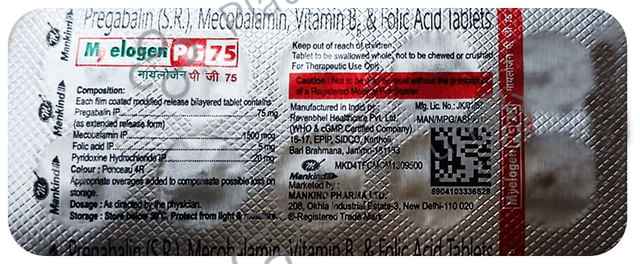 Pregabalin (S.R.), Mecobalamin, Vitamin B₆ & Folic Acid Tablets
Mankind
Myelogen PG 75
मायलोजेन पी जी 75
Composition:
Each film coated modified release bilayered tablet contains:
Pregabalin IP 75 mg
(as extended release form)
Mecobalamin IP 1500 mcg
Folic acid IP 5 mg
Pyridoxine Hydrochloride IP 20 mg
Colour : Ponceau 4R
Appropriate overages added to compensate possible loss on
storage.
Dosage : As directed by the physician.
Storage : Store below 30°C. Protect from light & moisture.
Keep out of reach of children.
Tablet to be swallowed whole, not to be chewed or crushed.
For Therapeutic Use Only
Caution : Not to be sold by retail without the prescription
of a Registered Medical Practitioner.
Manufactured in India by :
Ravenbhel Healthcare Pvt. Ltd.
(WHO & cGMP Certified Company)
16-17, EPIP, SIDCO, Kartholi,
Bari Brahmana, Jammu-181133
Mfg. Lic. No.:
Mankind
MKD4TFCMCM1309500
Marketed by :
MANKIND PHARMA LTD.
208, Okhla Industrial Estate-3, New Delhi-110 020
®-Registered Trade Mark
8904103336528
Myelogen PG 75
मायलोजेन पी जी 75
Pregabalin (S.R.), Mecobalamin, Vitamin B₆ & Folic Acid Tablets